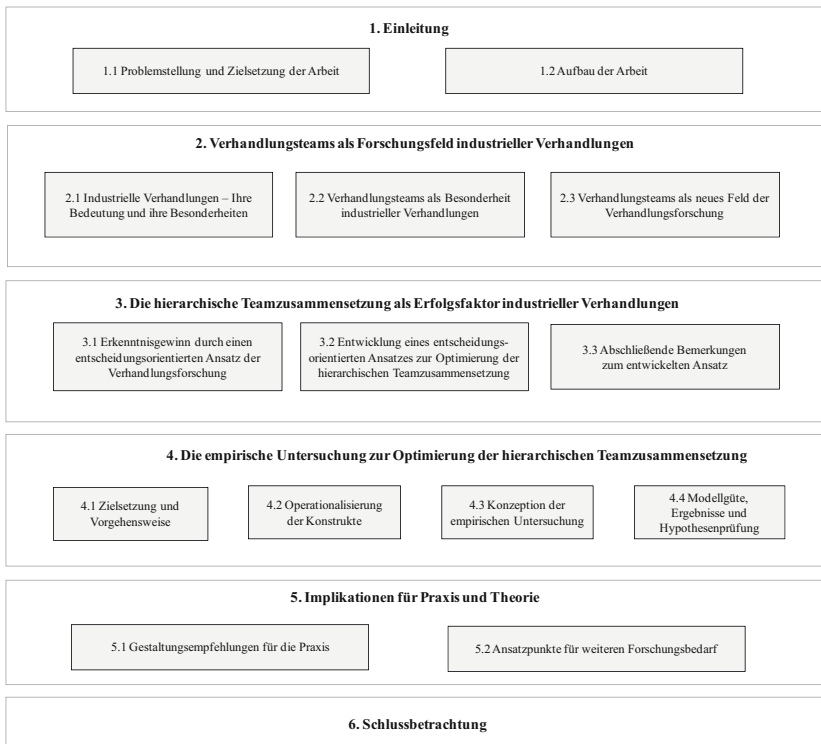 1. Einleitung
1.1 Problemstellung und Zielsetzung der Arbeit
1.2 Aufbau der Arbeit
2. Verhandlungsteams als Forschungsfeld industrieller Verhandlungen
2.1 Industrielle Verhandlungen – Ihre
Bedeutung und ihre Besonderheiten
2.2 Verhandlungsteams als Besonderheit
industrieller Verhandlungen
2.3 Verhandlungsteams als neues Feld der
Verhandlungsforschung
3. Die hierarchische Teamzusammensetzung als Erfolgsfaktor industrieller Verhandlungen
3.1 Erkenntnisgewinn durch einen
entscheidungsorientierten Ansatz der
Verhandlungsforschung
3.2 Entwicklung eines entscheidungs-
orientierten Ansatzes zur Optimierung der
hierarchischen Teamzusammensetzung
3.3 Abschließende Bemerkungen
zum entwickelten Ansatz
4. Die empirische Untersuchung zur Optimierung der hierarchischen Teamzusammensetzung
4.1 Zielsetzung und
Vorgehensweise
4.2 Operationalisierung
der Konstrukte
4.3 Konzeption der
empirischen Untersuchung
4.4 Modellgüte,
Ergebnisse und
Hypothesenprüfung
5. Implikationen für Praxis und Theorie
5.1 Gestaltungsempfehlungen für die Praxis
5.2 Ansatzpunkte für weiteren Forschungsbedarf
6. Schlussbetrachtung